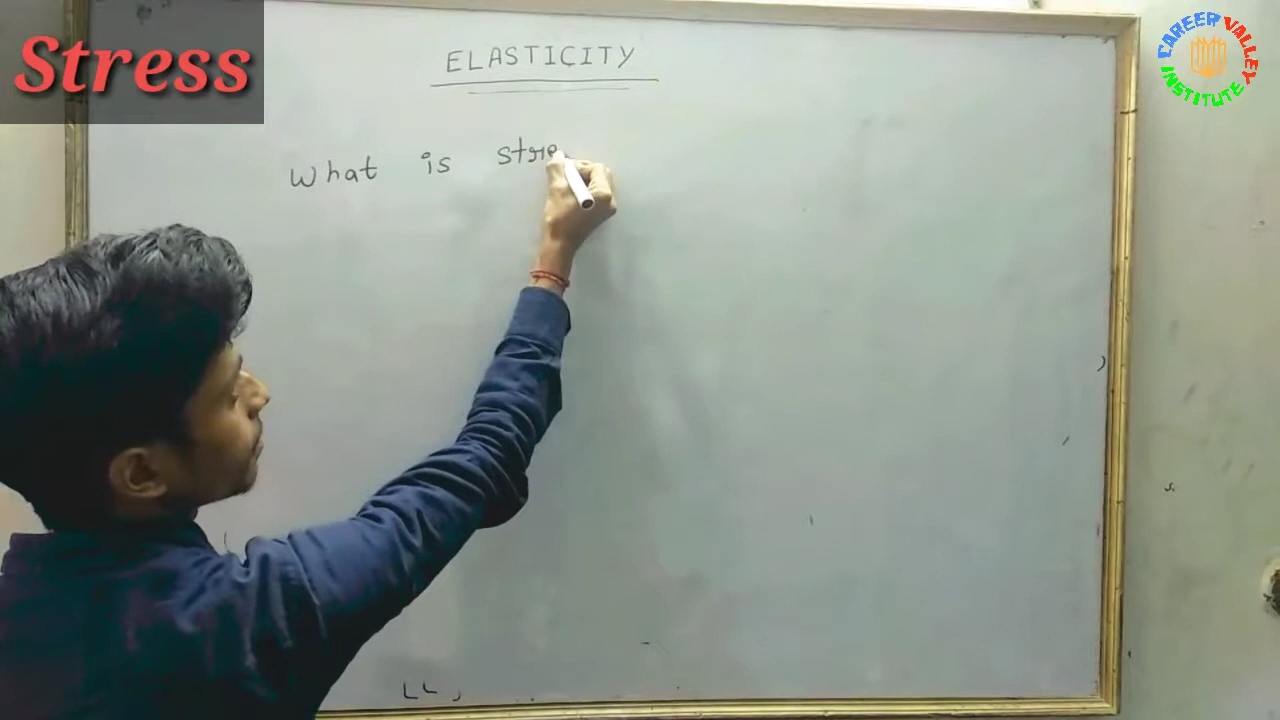 Stress
CAREER VALLEY
INSTITUTE
ELASTICITY
What is stre